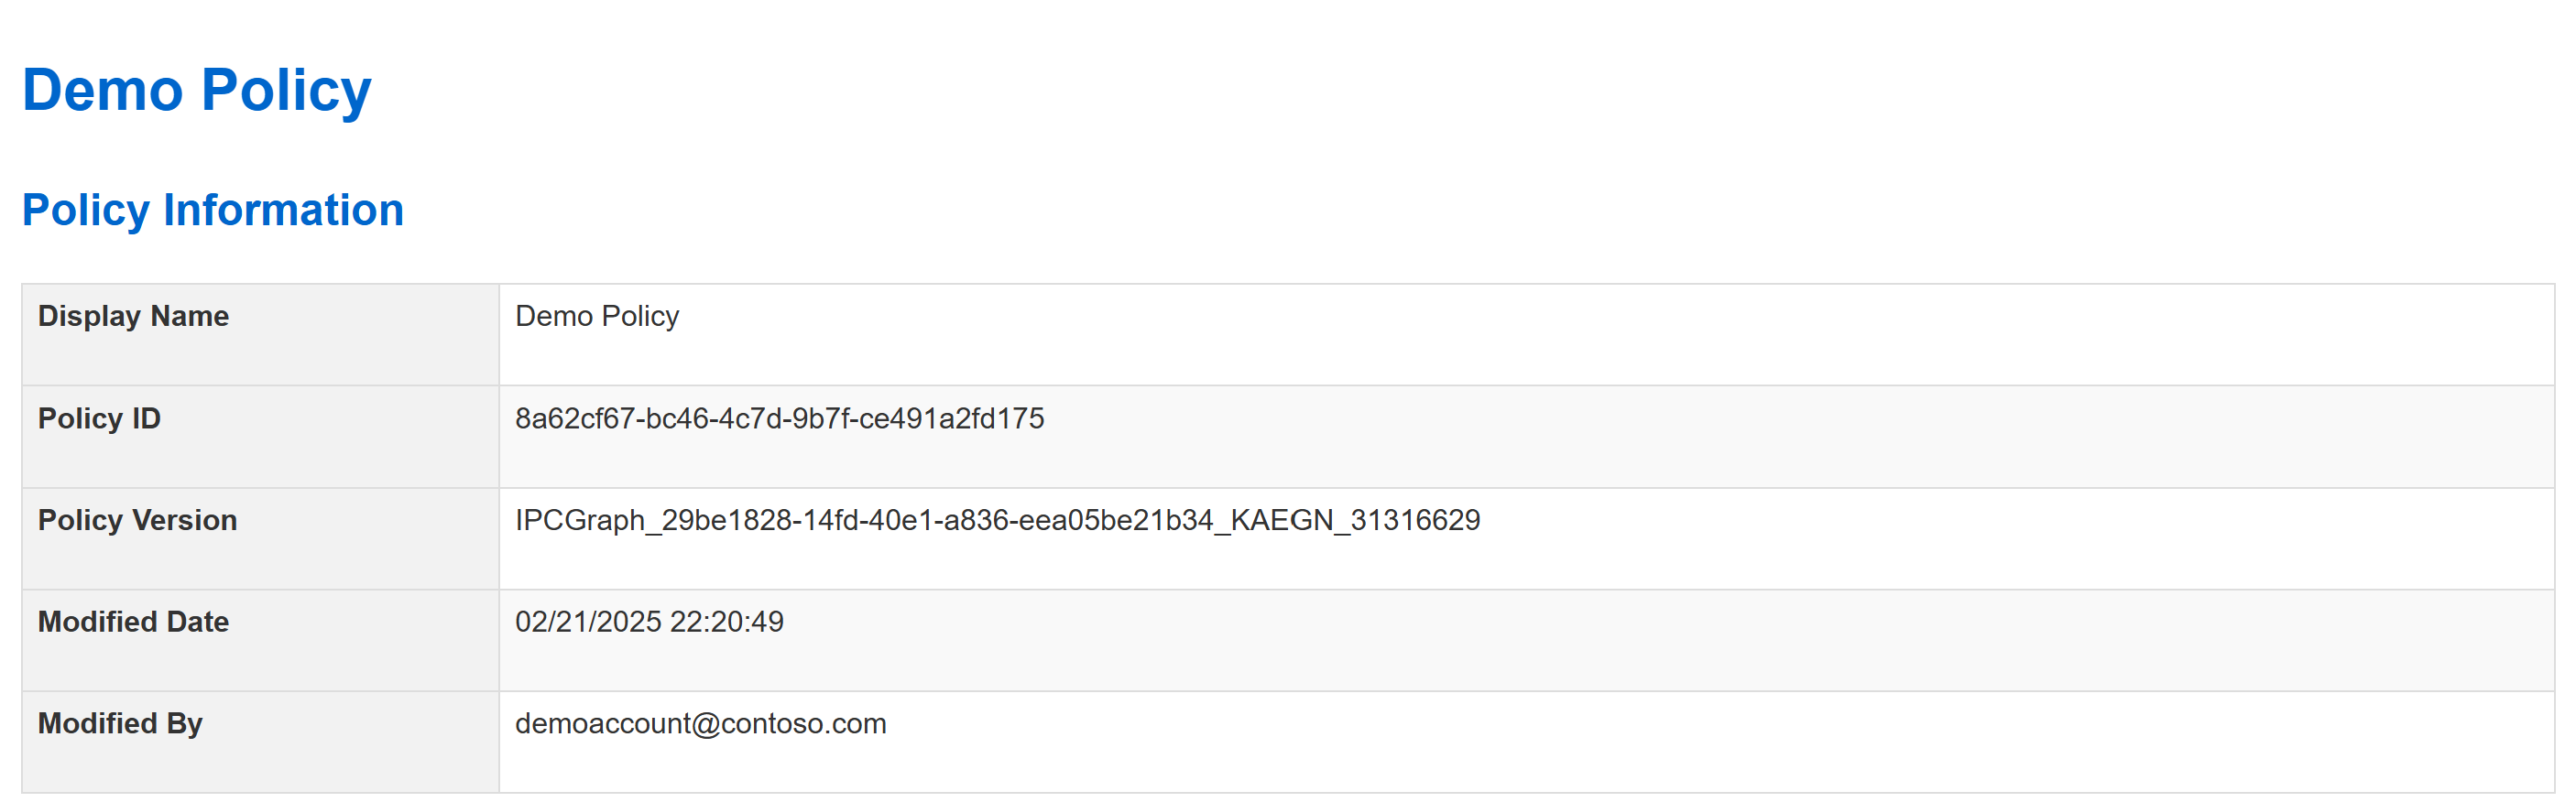 Demo Policy
Policy Information
Display Name Demo Policy
Policy ID 8a62cf67-bc46-4c7d-9b7f-ce491a2fd175
Policy Version IPCGraph_29be1828-14fd-40e1-a836-eea05be21b34_KAEGN_31316629
Modified Date 02/21/2025 22:20:49
Modified By demoaccount@contoso.com